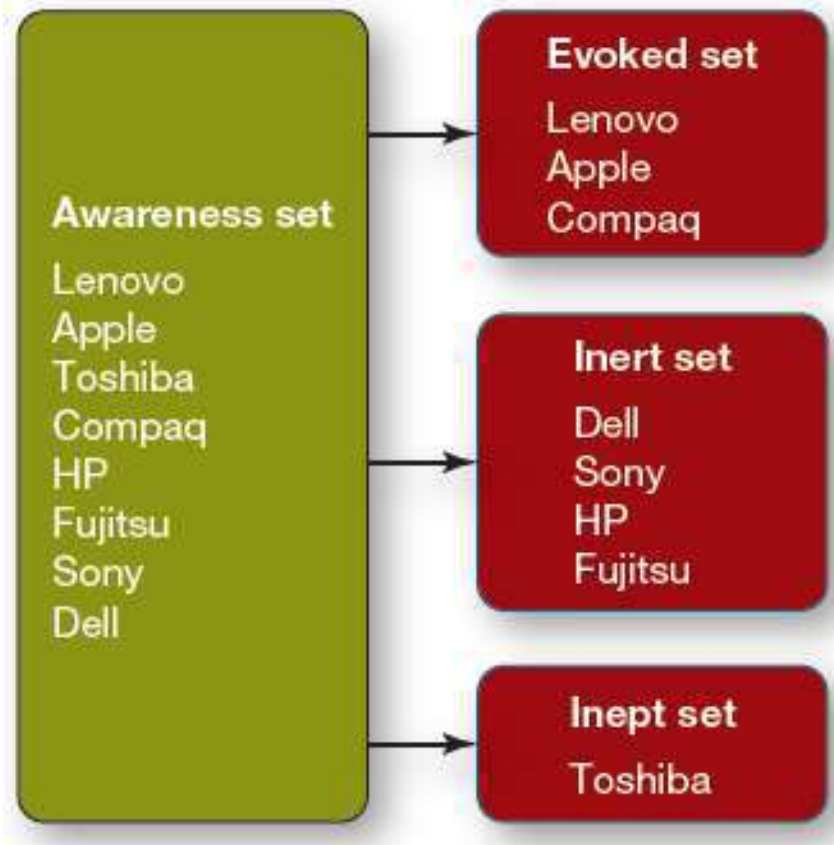 Awareness set
Lenovo
Apple
Toshiba
Compaq
HP
Fujitsu
Sony
Dell
Evoked set
Lenovo
Apple
Compaq
Inert set
Dell
Sony
HP
Fujitsu
Inept set
Toshiba